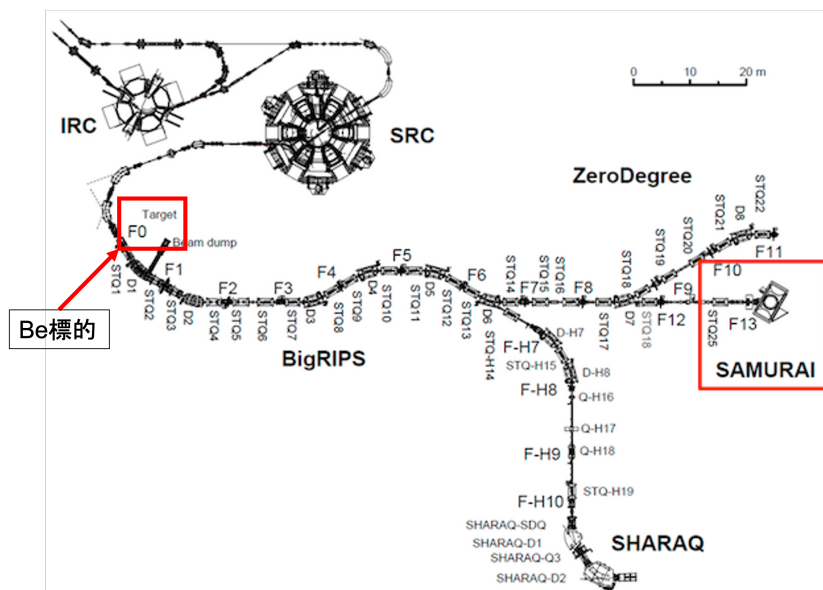 0 10 20 m
IRC
SRC
ZeroDegree
Target
F0
Beam dump
Be標的
STQ1
D1
STQ2
F1
STQ3
D2
STQ4
F2
STQ5
STQ6
F3
STQ7
D3
STQ8
F4
STQ9
D4
STQ10
F5
STQ11
D5
STQ12
F6
STQ13
D6
STQ-H14
BigRIPS
STQ14
F7
STQ15
STQ16
F8
STQ17
STQ18
D7
STQ19
STQ20
F10
STQ21
D8
STQ22
F11
STQ18
F12
F9
STQ25
F13
SAMURAI
F-H7
D-H7
STQ-H15
D-H8
F-H8
Q-H16
Q-H17
F-H9
Q-H18
STQ-H19
F-H10
SHARAQ-SDQ
SHARAQ-D1
SHARAQ-Q3
SHARAQ-D2
SHARAQ